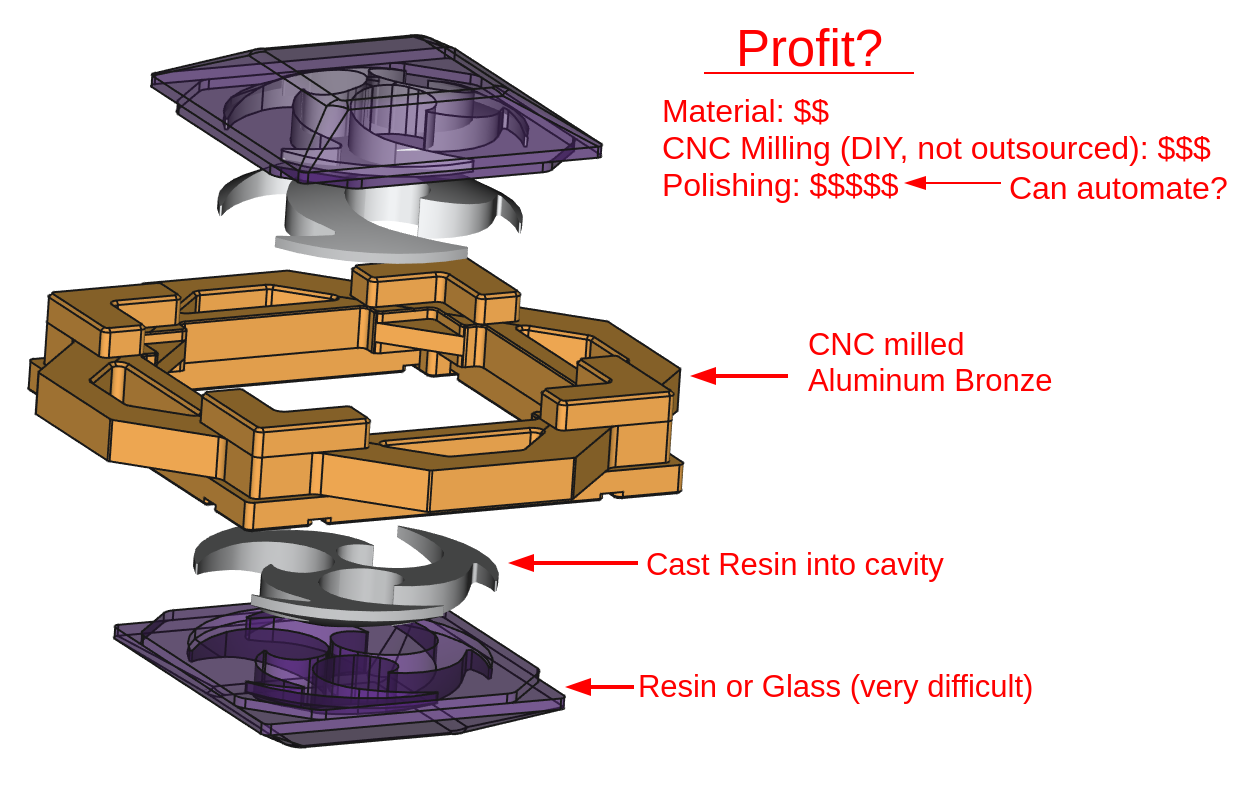 Profit?
Material: $$
CNC Milling (DIY, not outsourced): $$$
Polishing: $$$$$
Can automate?
CNC milled
Aluminum Bronze
Cast Resin into cavity
Resin or Glass (very difficult)